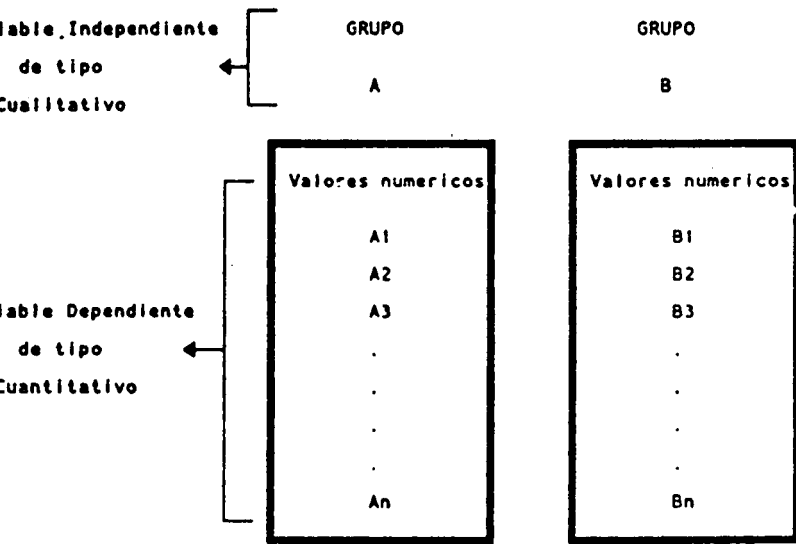 iable Independiente
de tipo
Cualitativo
GRUPO
A
GRUPO
B
iable Dependiente
de tipo
Cuantitativo
Valores numericos
A1
A2
A3
.
.
.
.
An
Valores numericos
B1
B2
B3
.
.
.
.
Bn